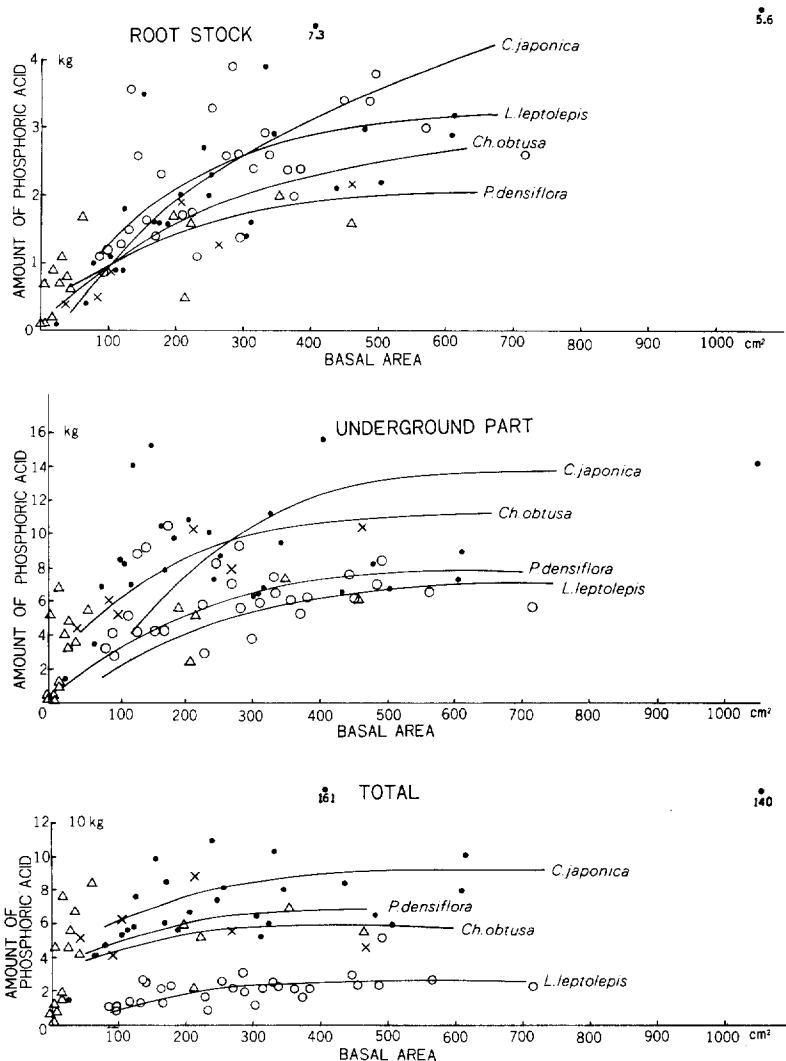 ROOT STOCK
7.3
5.6
kg
AMOUNT OF PHOSPHORIC ACID
4
3
2
1
0
C.japonica
L.leptolepis
Ch.obtusa
P.densiflora
100 200 300 400 500 600 700 800 900 1000 cm²
BASAL AREA
UNDERGROUND PART
kg
AMOUNT OF PHOSPHORIC ACID
16
14
12
10
8
6
4
2
0
C.japonica
Ch.obtusa
P.densiflora
L.leptolepis
100 200 300 400 500 600 700 800 900 1000 cm²
BASAL AREA
161
TOTAL
140
10 kg
AMOUNT OF
PHOSPHORIC ACID
12
10
8
6
4
2
0
C.japonica
P.densiflora
Ch.obtusa
L.leptolepis
100 200 300 400 500 600 700 800 900 1000 cm²
BASAL AREA